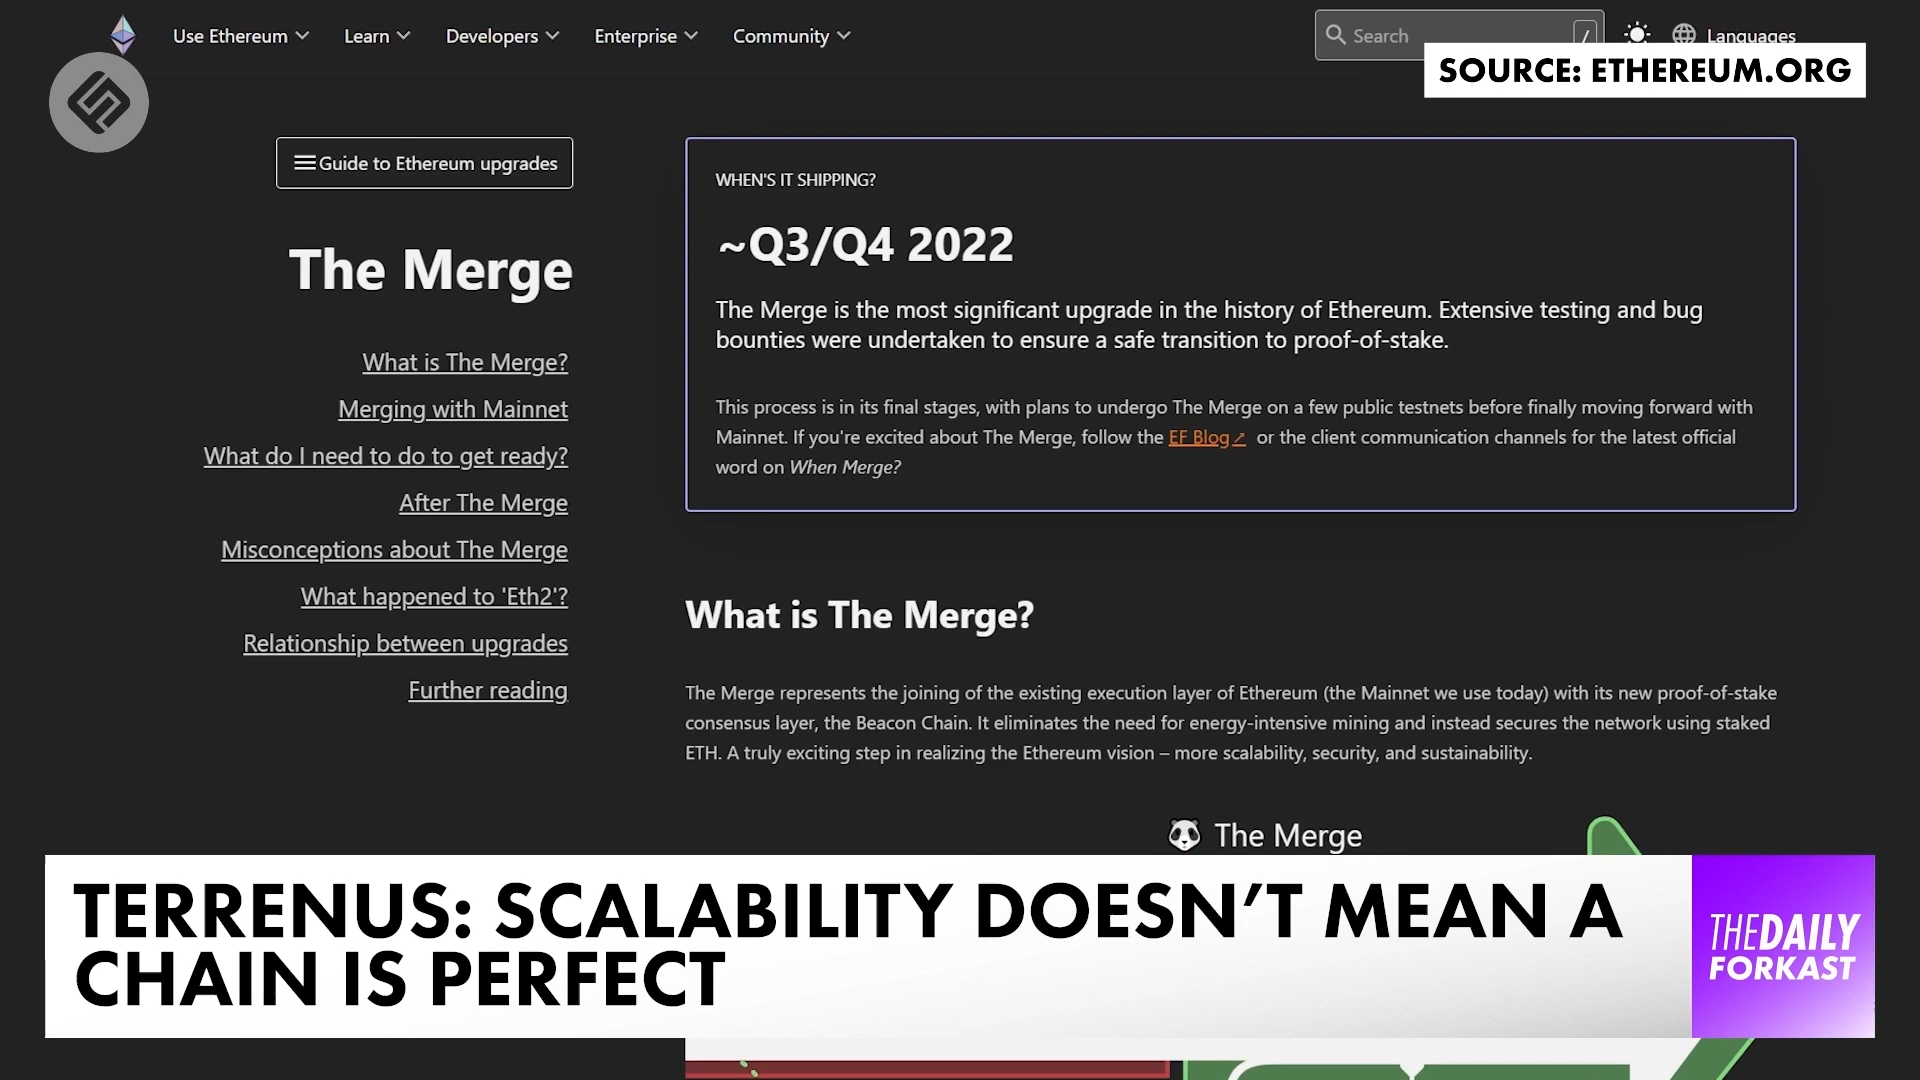 Use Ethereum
Learn
Developers
Enterprise
Community
Search
/
Languages
SOURCE: ETHEREUM.ORG
Guide to Ethereum upgrades
The Merge
What is The Merge?
Merging with Mainnet
What do I need to do to get ready?
After The Merge
Misconceptions about The Merge
What happened to 'Eth2'?
Relationship between upgrades
Further reading
WHEN'S IT SHIPPING?
~Q3/Q4 2022
The Merge is the most significant upgrade in the history of Ethereum. Extensive testing and bug
bounties were undertaken to ensure a safe transition to proof-of-stake.
This process is in its final stages, with plans to undergo The Merge on a few public testnets before finally moving forward with
Mainnet. If you're excited about The Merge, follow the EF Blog↗ or the client communication channels for the latest official
word on When Merge?
What is The Merge?
The Merge represents the joining of the existing execution layer of Ethereum (the Mainnet we use today) with its new proof-of-stake
consensus layer, the Beacon Chain. It eliminates the need for energy-intensive mining and instead secures the network using staked
ETH. A truly exciting step in realizing the Ethereum vision – more scalability, security, and sustainability.
The Merge
TERRENUS: SCALABILITY DOESN’T MEAN A
CHAIN IS PERFECT
THEDAILY
FORKAST